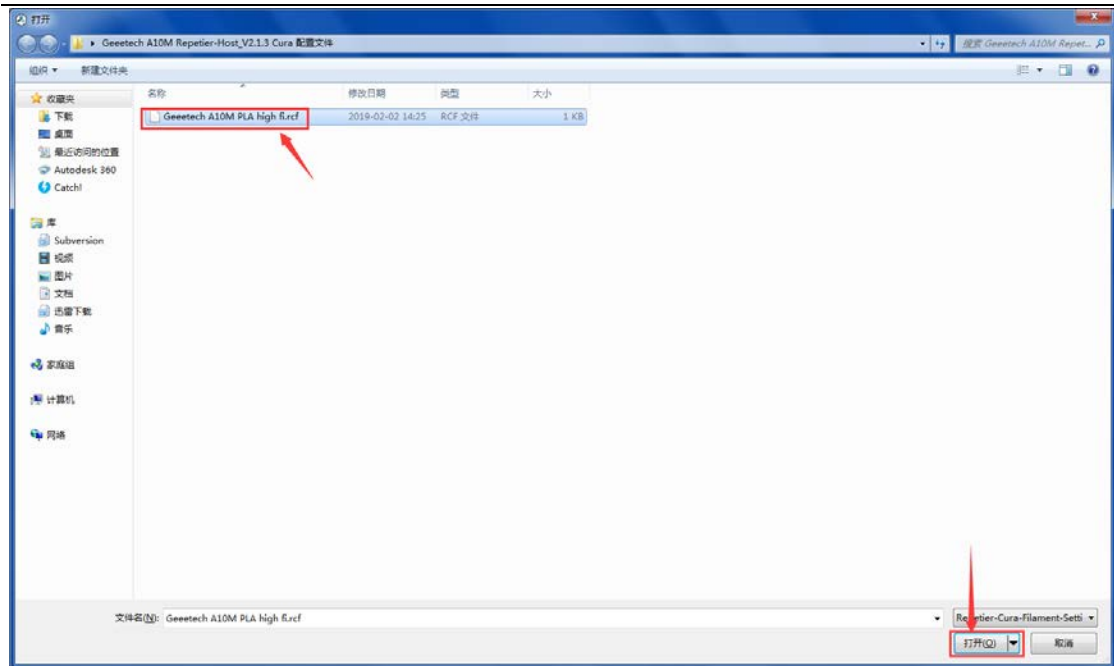 打开
Geeetech A10M Repetier-Host_V2.1.3 Cura 配置文件
搜索 Geeetech A10M Repet...
组织 新建文件夹
名称 修改日期 类型 大小
收藏夹
下载
桌面
最近访问的位置
Autodesk 360
Catch!
Geeetech A10M PLA high fi.rcf 2019-02-02 14:25 RCF 文件 1 KB
库
Subversion
视频
图片
文档
迅雷下载
音乐
家庭组
计算机
网络
文件名(N): Geeetech A10M PLA high fi.rcf
Repetier-Cura-Filament-Setti
打开(O) 取消